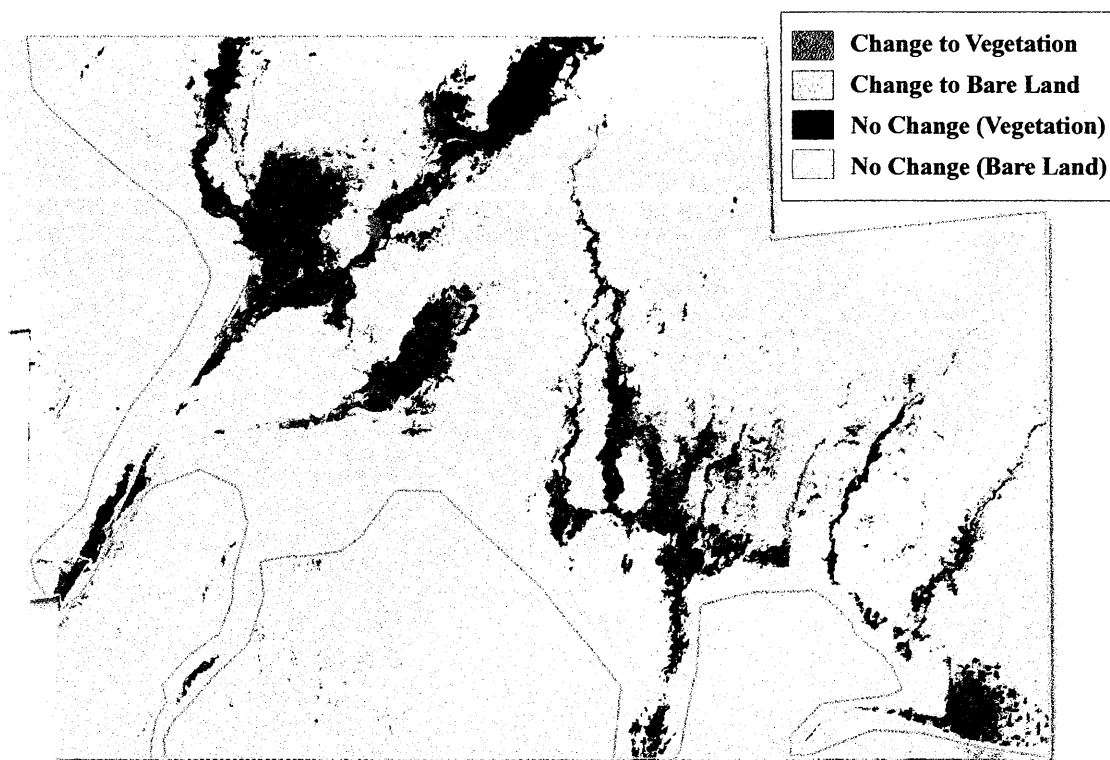 Change to Vegetation
Change to Bare Land
No Change (Vegetation)
No Change (Bare Land)